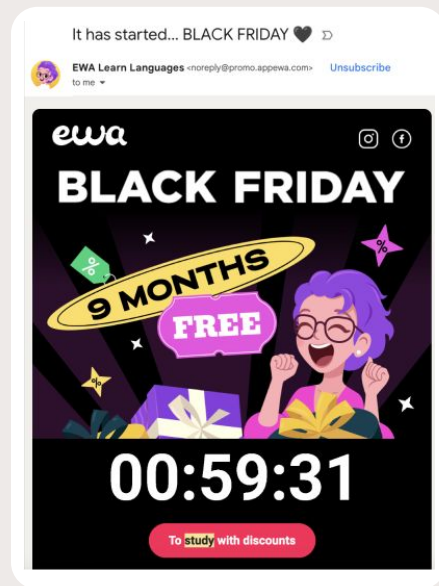 It has started... BLACK FRIDAY 🖤
EWA Learn Languages <noreply@promo.appewa.com> Unsubscribe
to me
ewa
BLACK FRIDAY
%
%
9 MONTHS
FREE
%
00:59:31
To study with discounts